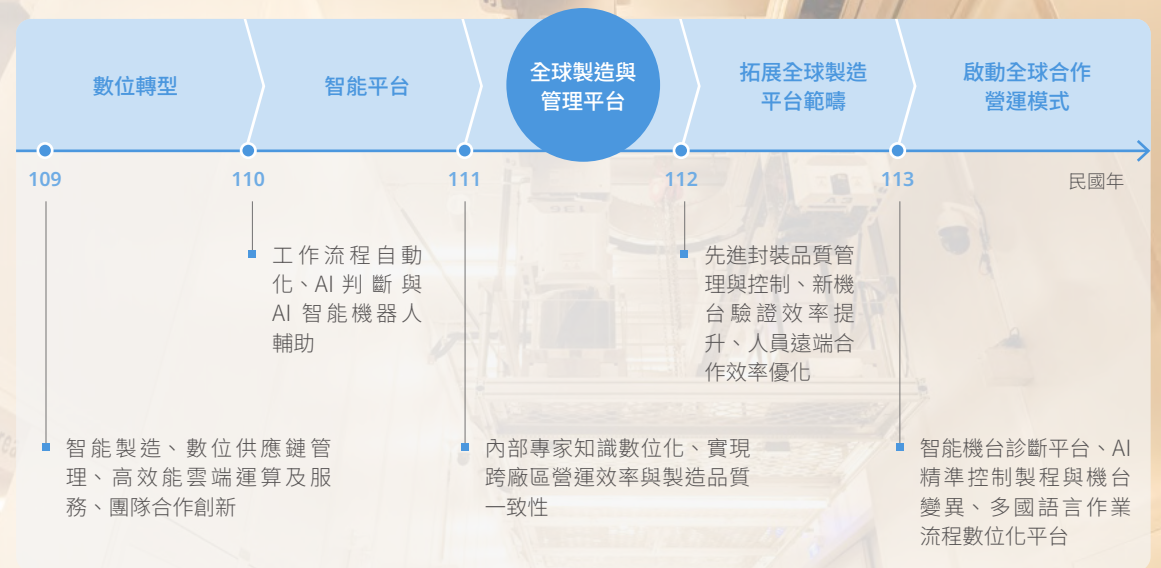 數位轉型
智能平台
全球製造與
管理平台
拓展全球製造
平台範疇
啟動全球合作
營運模式
109
110
111
112
113
民國年
工作流程自動
化、AI 判斷與
AI 智能機器人
輔助
先進封裝品質管
理與控制、新機
台驗證效率提
升、人員遠端合
作效率優化
智能製造、數位供應鏈管
理、高效能雲端運算及服
務、團隊合作創新
內部專家知識數位化、實現
跨廠區營運效率與製造品質
一致性
智能機台診斷平台、AI
精準控制製程與機台
變異、多國語言作業
流程數位化平台